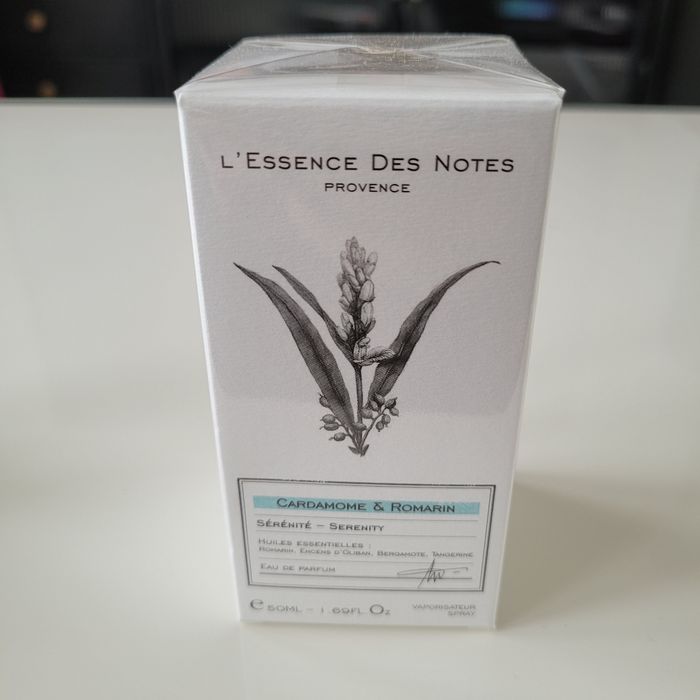 L'ESSENCE DES NOTES
PROVENCE
CARDAMOME & ROMARIN
SÉRÉNITÉ – SERENITY
HUILES ESSENTIELLES :
ROMARIN, ENCENS D'OLIBAN, BERGAMOTE, TANGERINE
EAU DE PARFUM
e 50ML – 1.69FL OZ
VAPORISATEUR
SPRAY